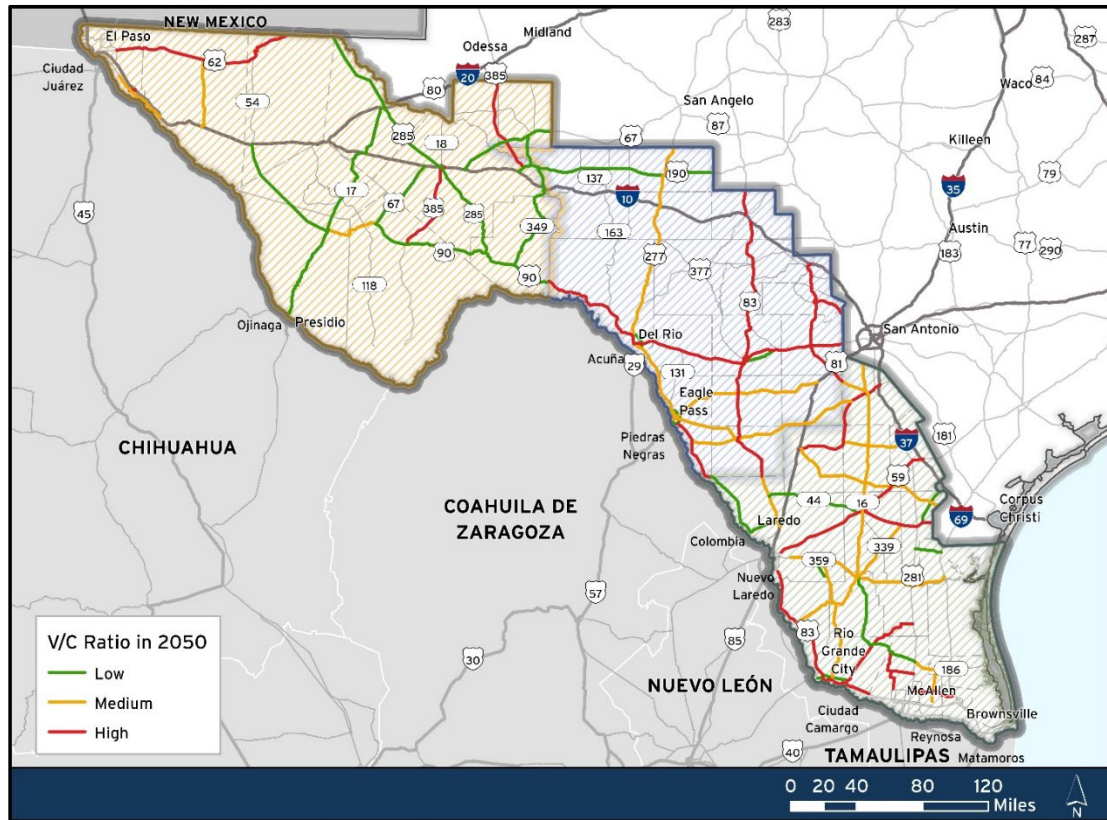 NEW MEXICO
El Paso
Ciudad
Juárez
62
54
Odessa
Midland
385
20
80
283
287
84
Waco
San Angelo
87
67
Killeen
79
35
Austin
77
290
183
285
18
17
67
385
285
349
90
90
118
137
190
10
163
277
377
83
45
Ojinaga
Presidio
Del Rio
Acuña
29
131
Eagle
Pass
Piedras
Negras
San Antonio
81
37
181
59
Corpus
Christi
69
44
16
Laredo
Colombia
339
359
281
Nuevo
Laredo
CHIHUAHUA
COAHUILA DE
ZARAGOZA
57
85
30
83
Rio
Grande
City
186
McAllen
Brownsville
NUEVO LEÓN
Ciudad
Camargo
Reynosa
40
TAMAULIPAS
Matamoros
V/C Ratio in 2050
Low
Medium
High
0 20 40 80 120
Miles
N